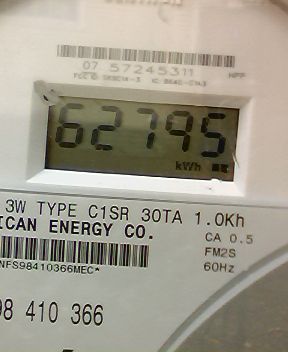 07 57245311 HPP
62795
kWh
3W TYPE C1SR 30TA 1.0Kh
ICAN ENERGY CO.
CA 0.5
FM2S
60Hz
NFS98410366MEC*
98 410 366